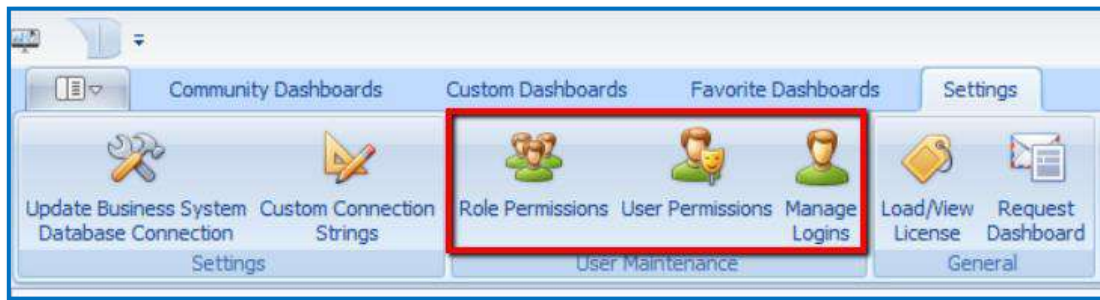 Community Dashboards Custom Dashboards Favorite Dashboards Settings
Update Business System Custom Connection Role Permissions User Permissions Manage Load/View Request
Database Connection Strings Logins License Dashboard
Settings User Maintenance General